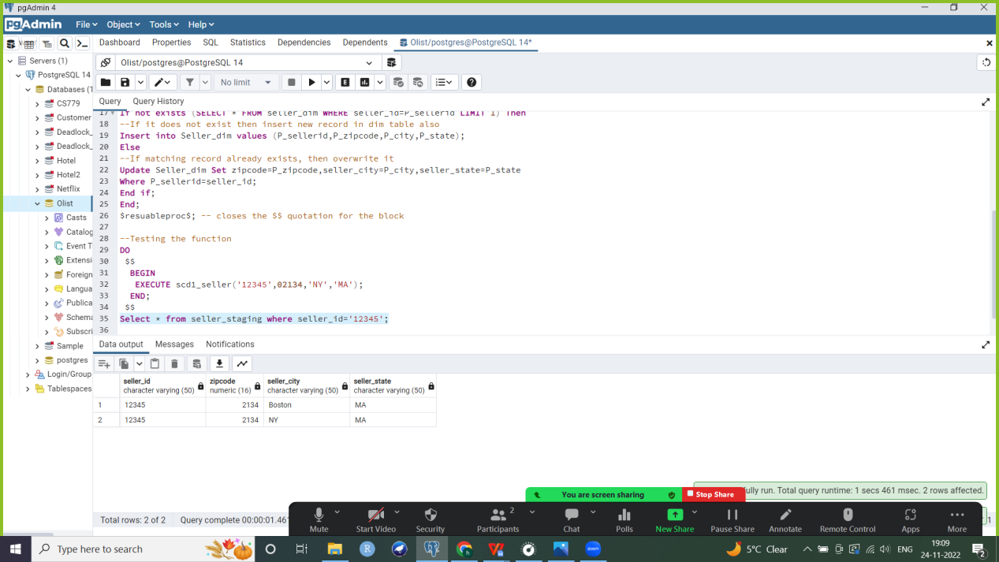 pgAdmin 4
pgAdmin File Object Tools Help
Dashboard Properties SQL Statistics Dependencies Dependents Olist/postgres@PostgreSQL 14*
Servers (1)
PostgreSQL 14
Databases (1
CS779
Customer
Deadlock_
Deadlock_
Hotel
Hotel2
Netflix
Olist
Casts
Catalog
Event T
Extensi
Foreign
Langua
Publica
Schema
Subscri
Sample
postgres
Login/Group
Tablespaces
Olist/postgres@PostgreSQL 14
No limit
Query Query History
17 If not exists (SELECT * FROM seller_dim WHERE seller_id=P_sellerid LIMIT 1) Then
18 --If it does not exist then insert new record in dim table also
19 Insert into Seller_dim values (P_sellerid,P_zipcode,P_city,P_state);
20 Else
21 --If matching record already exists, then overwrite it
22 Update Seller_dim Set zipcode=P_zipcode,seller_city=P_city,seller_state=P_state
23 Where P_sellerid=seller_id;
24 End if;
25 End;
26 $resuableproc$; -- closes the $$ quotation for the block
27
28 --Testing the function
29 DO
30 $$
31 BEGIN
32 EXECUTE scd1_seller('12345',02134,'NY','MA');
33 END;
34 $$
35 Select * from seller_staging where seller_id='12345';
36
Data output Messages Notifications
seller_id zipcode seller_city seller_state
character varying (50) numeric (16) character varying (50) character varying (50)
1 12345 2134 Boston MA
2 12345 2134 NY MA
fully run. Total query runtime: 1 secs 461 msec. 2 rows affected.
You are screen sharing Stop Share
Total rows: 2 of 2 Query complete 00:00:01.461
Mute Start Video Security Participants 2 Chat Polls New Share Pause Share Annotate Remote Control Apps More
Type here to search
5°C Clear ENG 19:09
24-11-2022 2